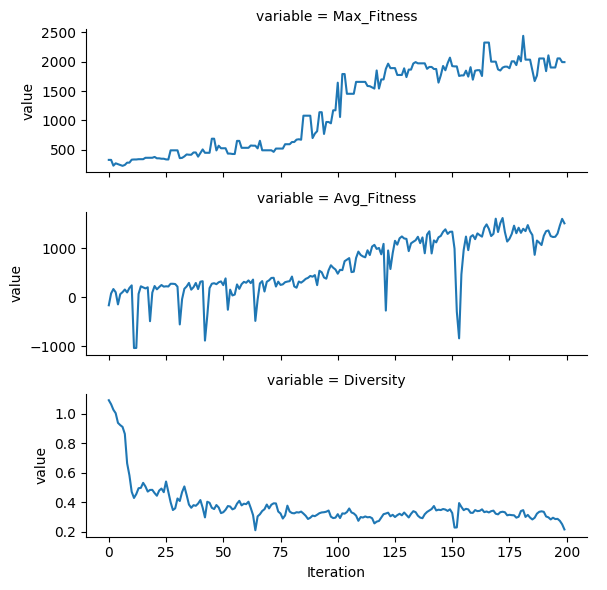 variable = Max_Fitness
2500
2000
1500
1000
500
value
variable = Avg_Fitness
1000
0
−1000
value
variable = Diversity
1.0
0.8
0.6
0.4
0.2
value
0 25 50 75 100 125 150 175 200
Iteration